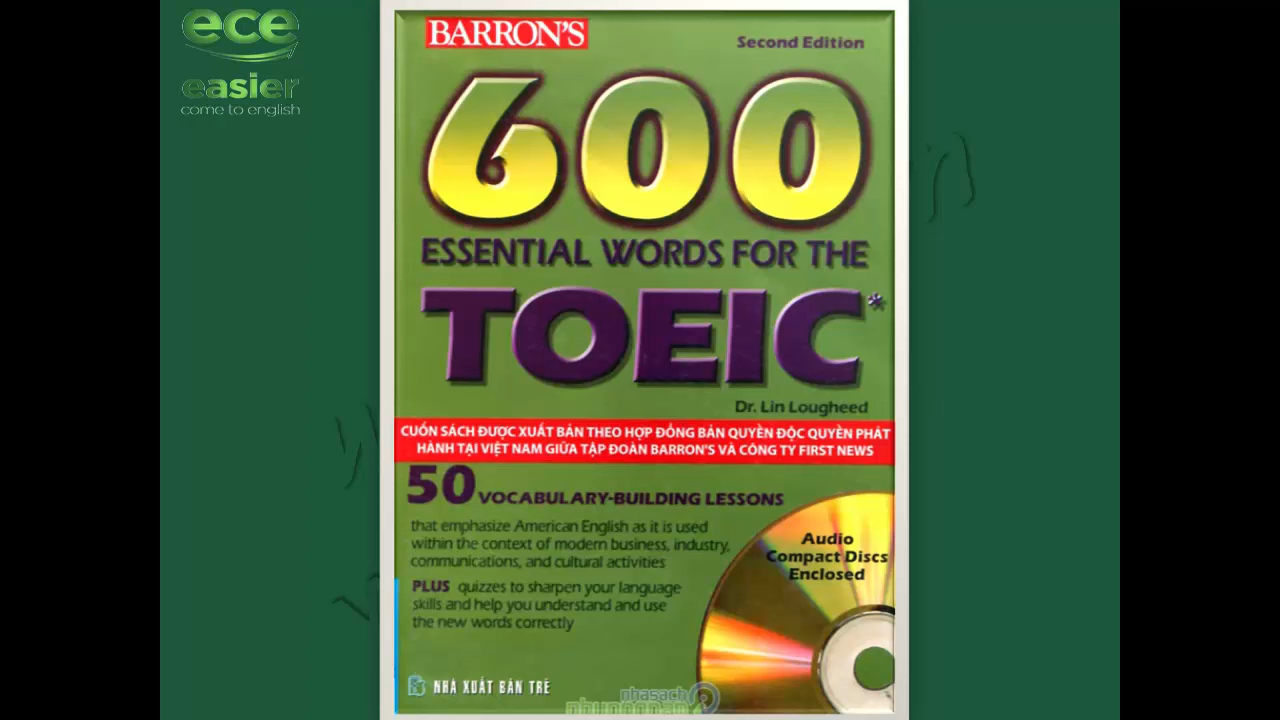 ece
easier
come to english
BARRON'S
Second Edition
600
ESSENTIAL WORDS FOR THE
TOEIC*
Dr. Lin Lougheed
CUỐN SÁCH ĐƯỢC XUẤT BẢN THEO HỢP ĐỒNG BẢN QUYỀN ĐỘC QUYỀN PHÁT
HÀNH TẠI VIỆT NAM GIỮA TẬP ĐOÀN BARRON'S VÀ CÔNG TY FIRST NEWS
50 VOCABULARY-BUILDING LESSONS
that emphasize American English as it is used
within the context of modern business, industry,
communications, and cultural activities
PLUS quizzes to sharpen your language
skills and help you understand and use
the new words correctly
Audio
Compact Discs
Enclosed
NHÀ XUẤT BẢN TRẺ
nhasach